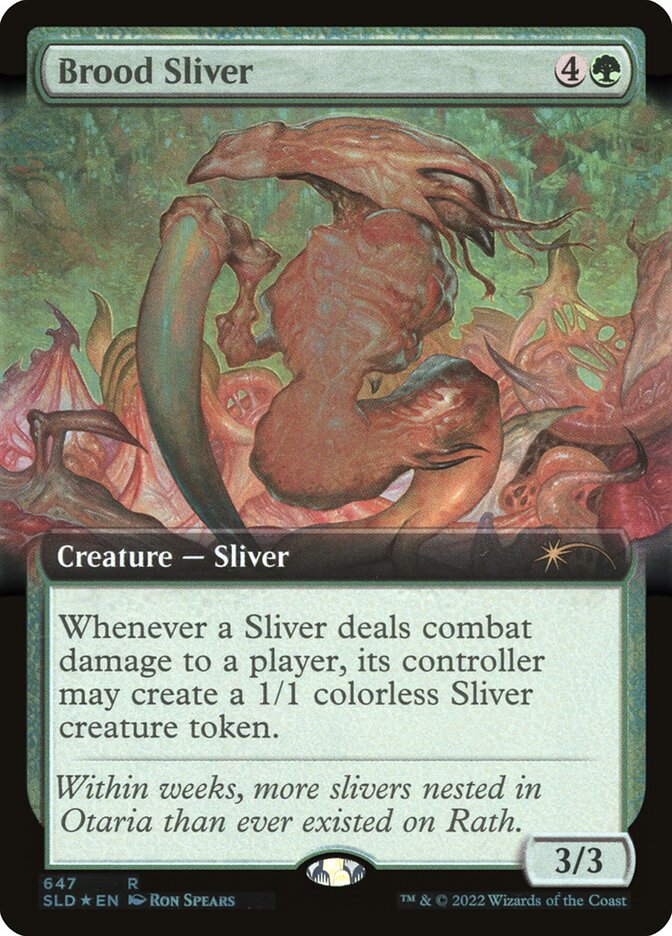 Brood Sliver 4
Creature — Sliver
Whenever a Sliver deals combat
damage to a player, its controller
may create a 1/1 colorless Sliver
creature token.
Within weeks, more slivers nested in
Otaria than ever existed on Rath.
3/3
647 R
SLD ★ EN Ron Spears
™ & © 2022 Wizards of the Coast